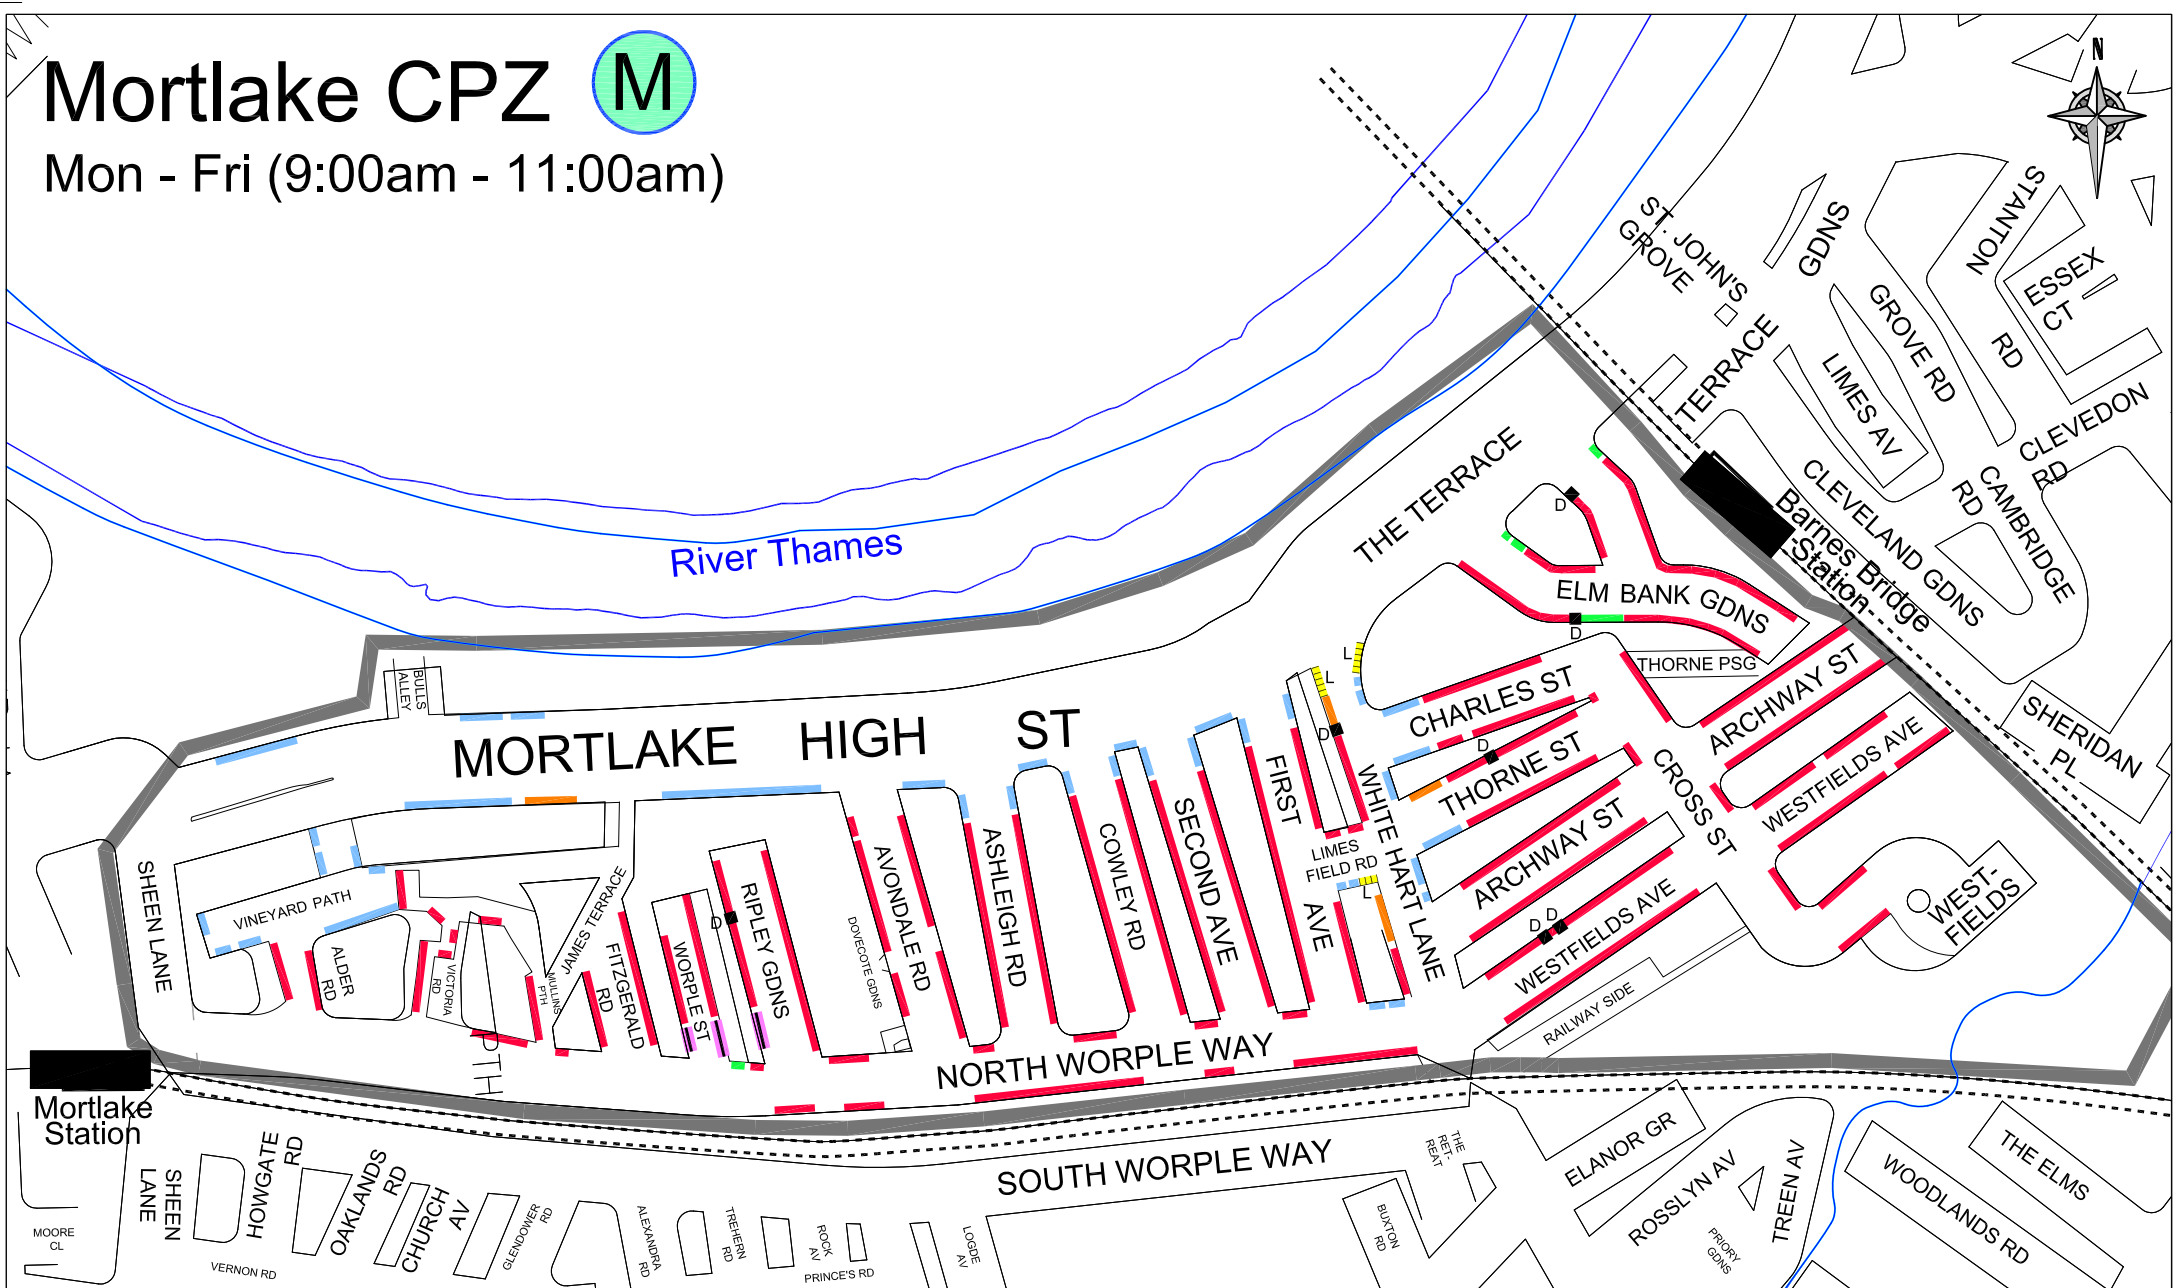 Mortlake CPZ M
Mon - Fri (9:00am - 11:00am)
N
ST. JOHN'S
GROVE
TERRACE
GDNS
STANTON
RD
ESSEX
CT
GROVE RD
LIMES AV
CLEVEDON
RD
CAMBRIDGE
RD
CLEVELAND GDNS
Barnes Bridge
Station
River Thames
THE TERRACE
D
ELM BANK GDNS
D
THORNE PSG
BULLS
ALLEY
MORTLAKE HIGH ST
L
L
D
CHARLES ST
D
THORNE ST
ARCHWAY ST
WESTFIELDS AVE
SHERIDAN
PL
CROSS ST
WEST-
FIELDS
SHEEN LANE
VINEYARD PATH
ALDER
RD
VICTORIA
RD
PTH
MULLINS
PTH
JAMES TERRACE
FITZGERALD
RD
WORPLE ST
D
RIPLEY GDNS
DOVECOTE GDNS
AVONDALE RD
ASHLEIGH RD
COWLEY RD
SECOND AVE
FIRST
AVE
LIMES
FIELD RD
L
WHITE HART LANE
ARCHWAY ST
D
D
WESTFIELDS AVE
RAILWAY SIDE
NORTH WORPLE WAY
Mortlake
Station
SOUTH WORPLE WAY
THE
RET-
REAT
ELANOR GR
ROSSLYN AV
PRIORY
GDNS
TREEN AV
WOODLANDS RD
THE ELMS
SHEEN
LANE
MOORE
CL
HOWGATE
RD
VERNON RD
OAKLANDS
RD
CHURCH
AV
GLENDOWER
RD
ALEXANDRA
RD
TREHERN
RD
ROCK
AV
PRINCE'S RD
LOGDE
AV
BUXTON
RD